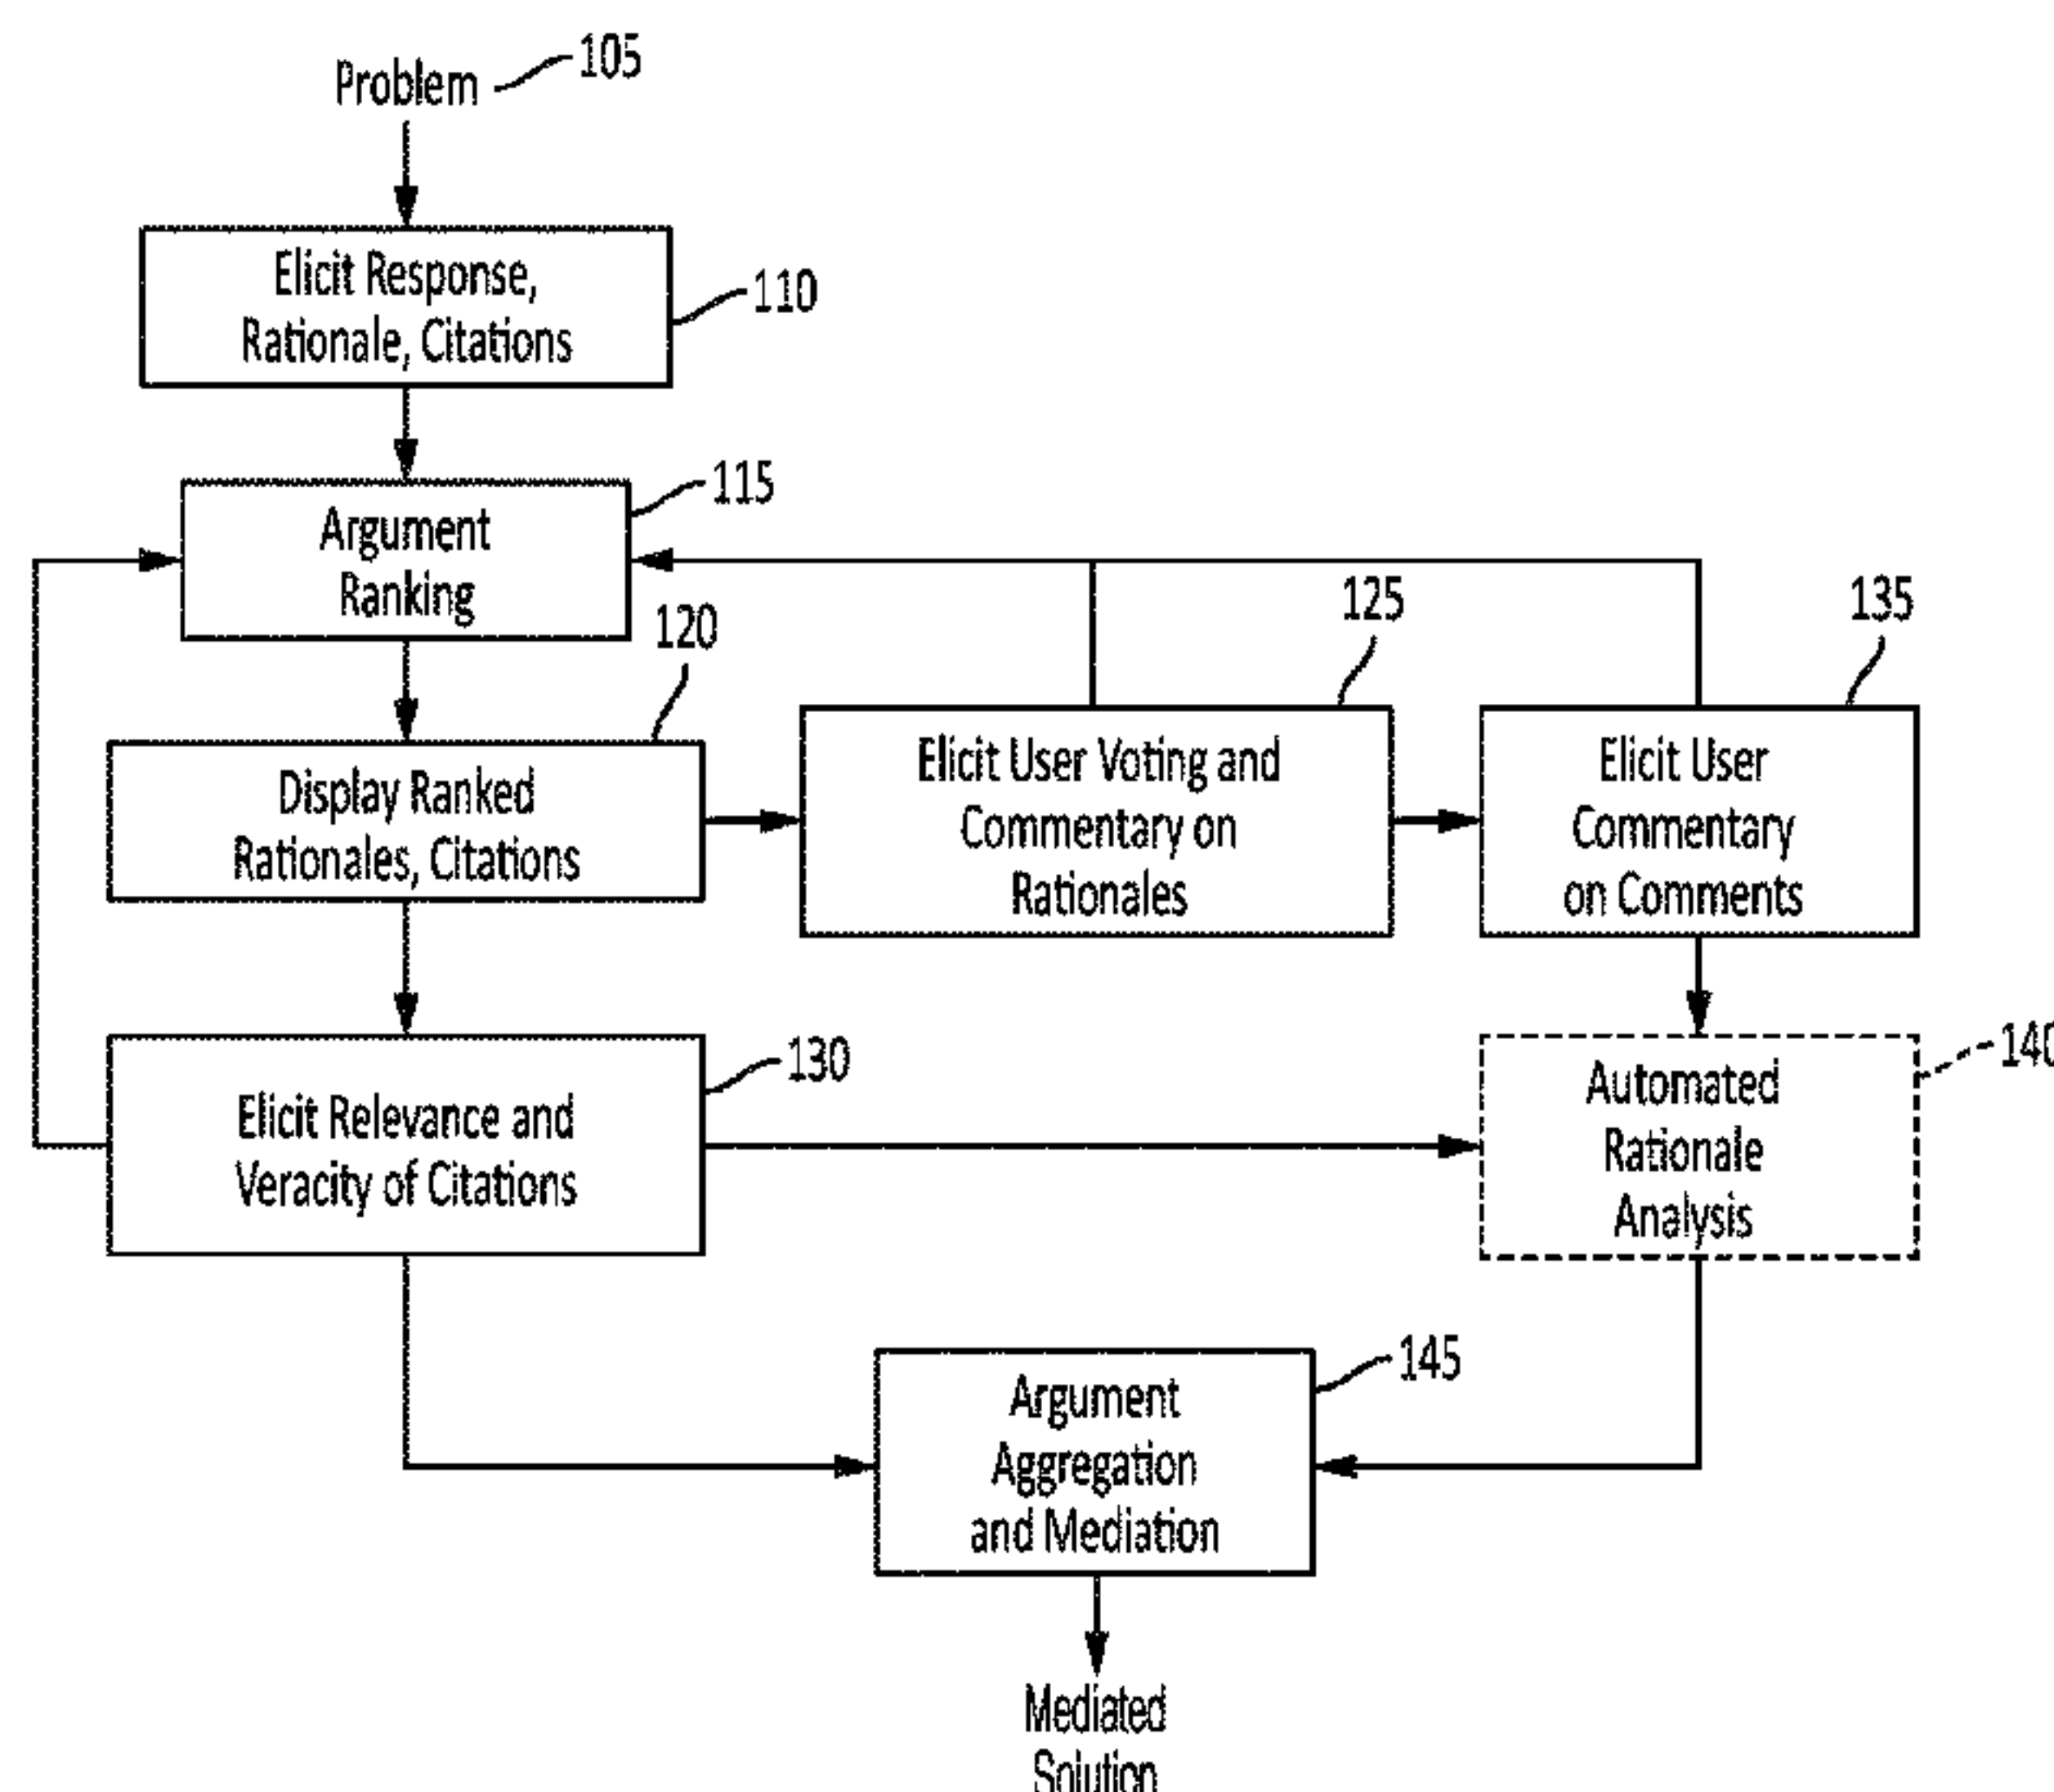 Problem
105
Elicit Response,
Rationale, Citations
110
Argument
Ranking
115
120
Display Ranked
Rationales, Citations
125
Elicit User Voting and
Commentary on
Rationales
135
Elicit User
Commentary
on Comments
130
Elicit Relevance and
Veracity of Citations
140
Automated
Rationale
Analysis
145
Argument
Aggregation
and Mediation
Mediated
Solution